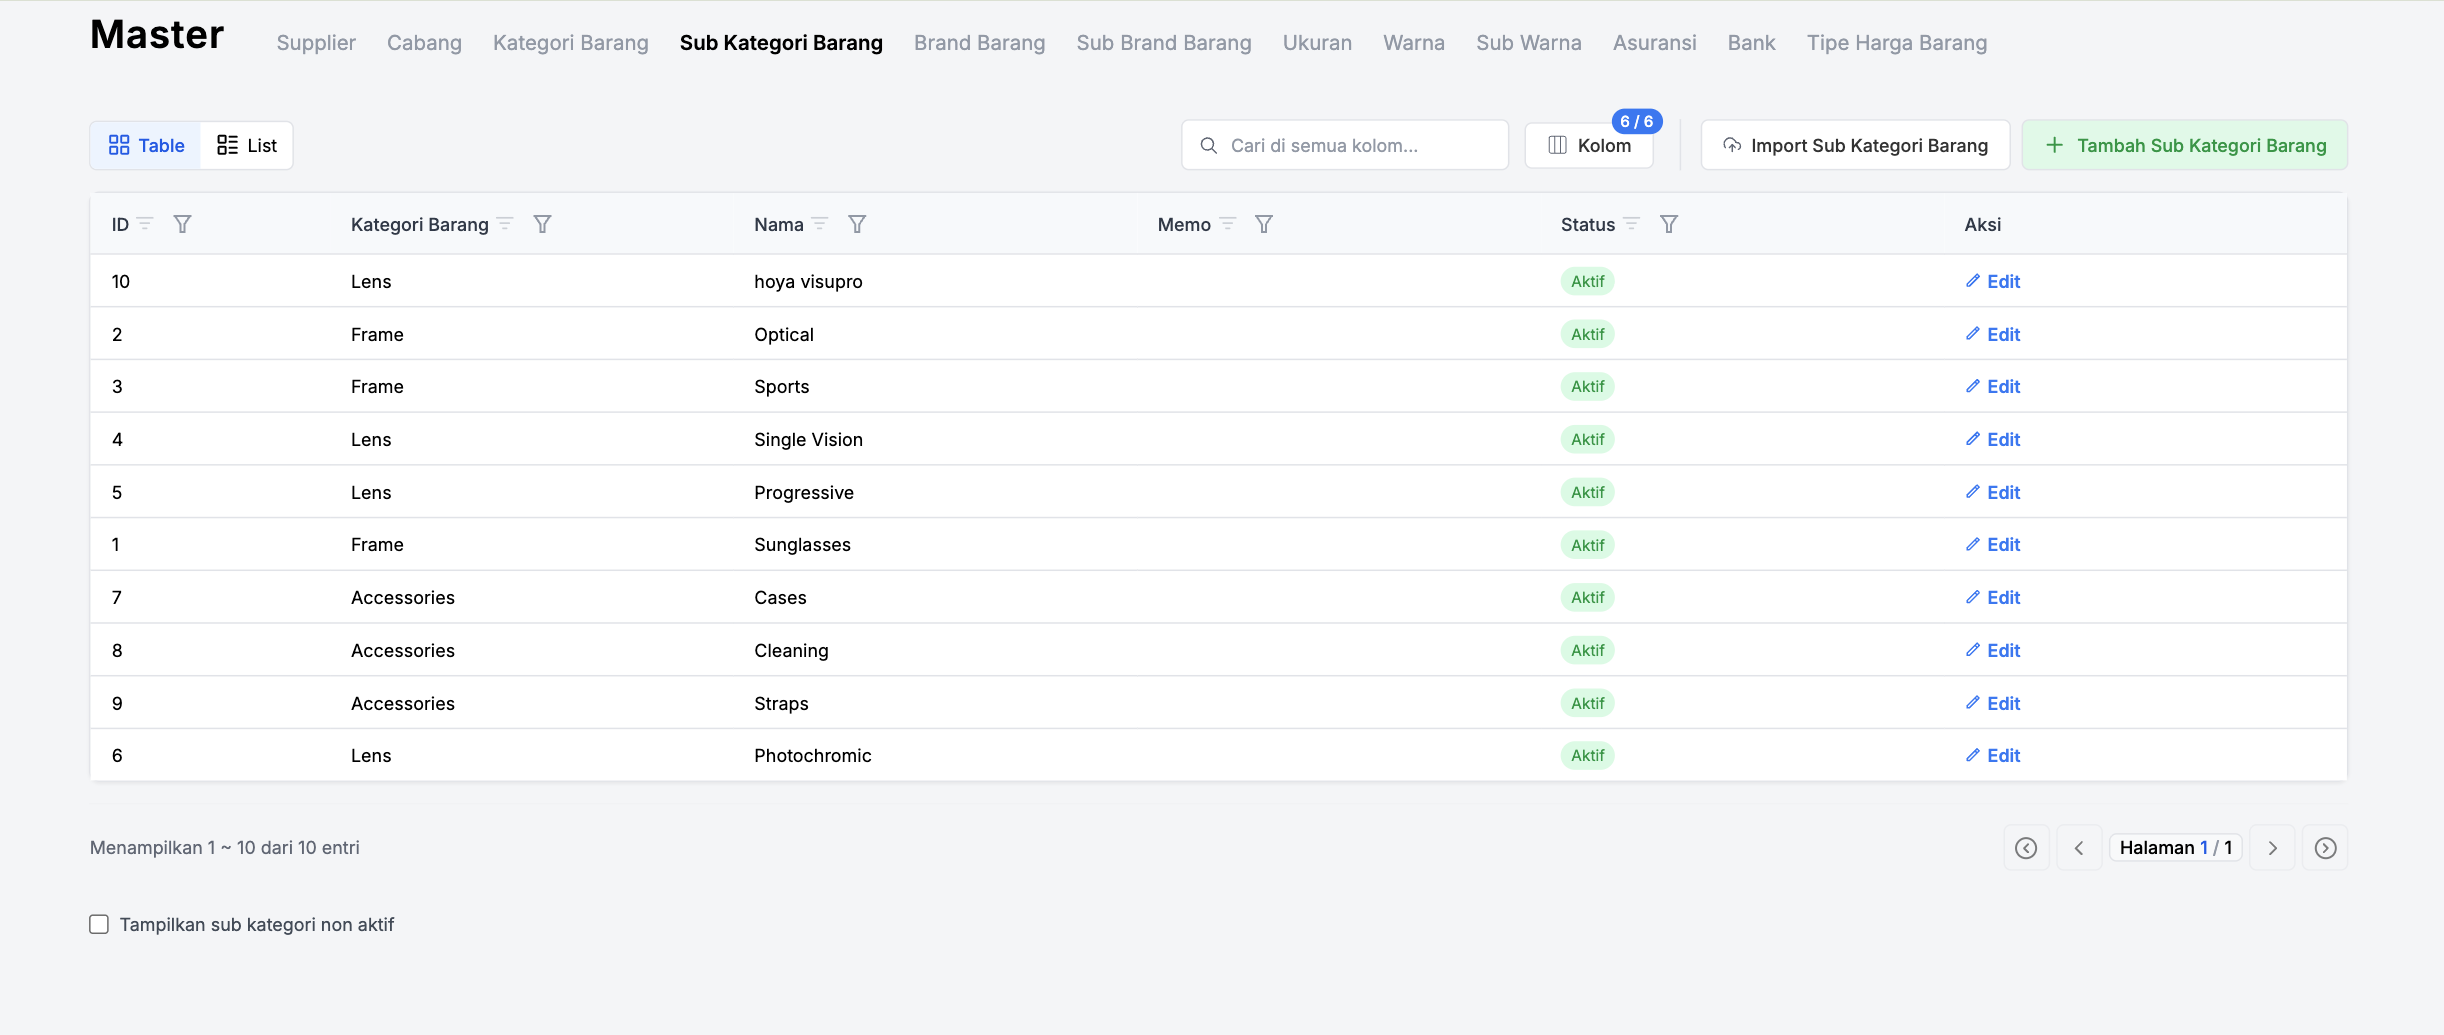 Master Supplier Cabang Kategori Barang Sub Kategori Barang Brand Barang Sub Brand Barang Ukuran Warna Sub Warna Asuransi Bank Tipe Harga Barang
6 / 6
Table List Cari di semua kolom... Kolom Import Sub Kategori Barang Tambah Sub Kategori Barang
ID Kategori Barang Nama Memo Status Aksi
10 Lens hoya visupro Aktif Edit
2 Frame Optical Aktif Edit
3 Frame Sports Aktif Edit
4 Lens Single Vision Aktif Edit
5 Lens Progressive Aktif Edit
1 Frame Sunglasses Aktif Edit
7 Accessories Cases Aktif Edit
8 Accessories Cleaning Aktif Edit
9 Accessories Straps Aktif Edit
6 Lens Photochromic Aktif Edit
Menampilkan 1 ~ 10 dari 10 entri Halaman 1 / 1
Tampilkan sub kategori non aktif